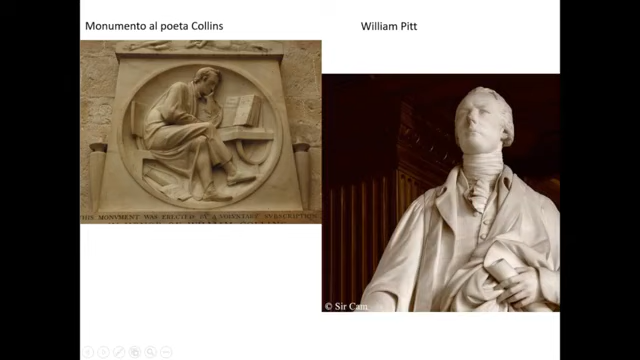 Monumento al poeta Collins
William Pitt
THIS MONUMENT WAS ERECTED BY A VOLUNTARY SUBSCRIPTION
© Sir Cam